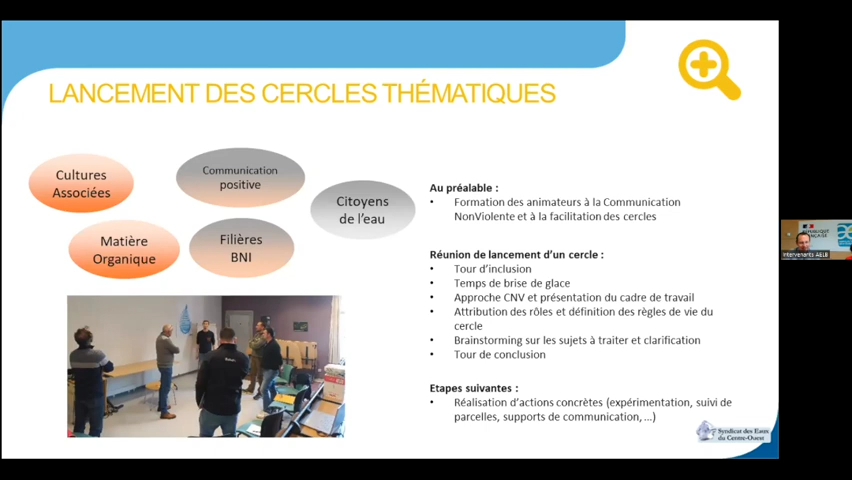 LANCEMENT DES CERCLES THÉMATIQUES
Cultures
Associées
Communication
positive
Citoyens
de l'eau
Matière
Organique
Filières
BNI
Au préalable :
• Formation des animateurs à la Communication
NonViolente et à la facilitation des cercles
Réunion de lancement d'un cercle :
• Tour d'inclusion
• Temps de brise de glace
• Approche CNV et présentation du cadre de travail
• Attribution des rôles et définition des règles de vie du
cercle
• Brainstorming sur les sujets à traiter et clarification
• Tour de conclusion
Etapes suivantes :
• Réalisation d'actions concrètes (expérimentation, suivi de
parcelles, supports de communication, ...)
Syndicat des Eaux
du Centre-Ouest
RÉPUBLIQUE
FRANÇAISE
Intervenants AELB